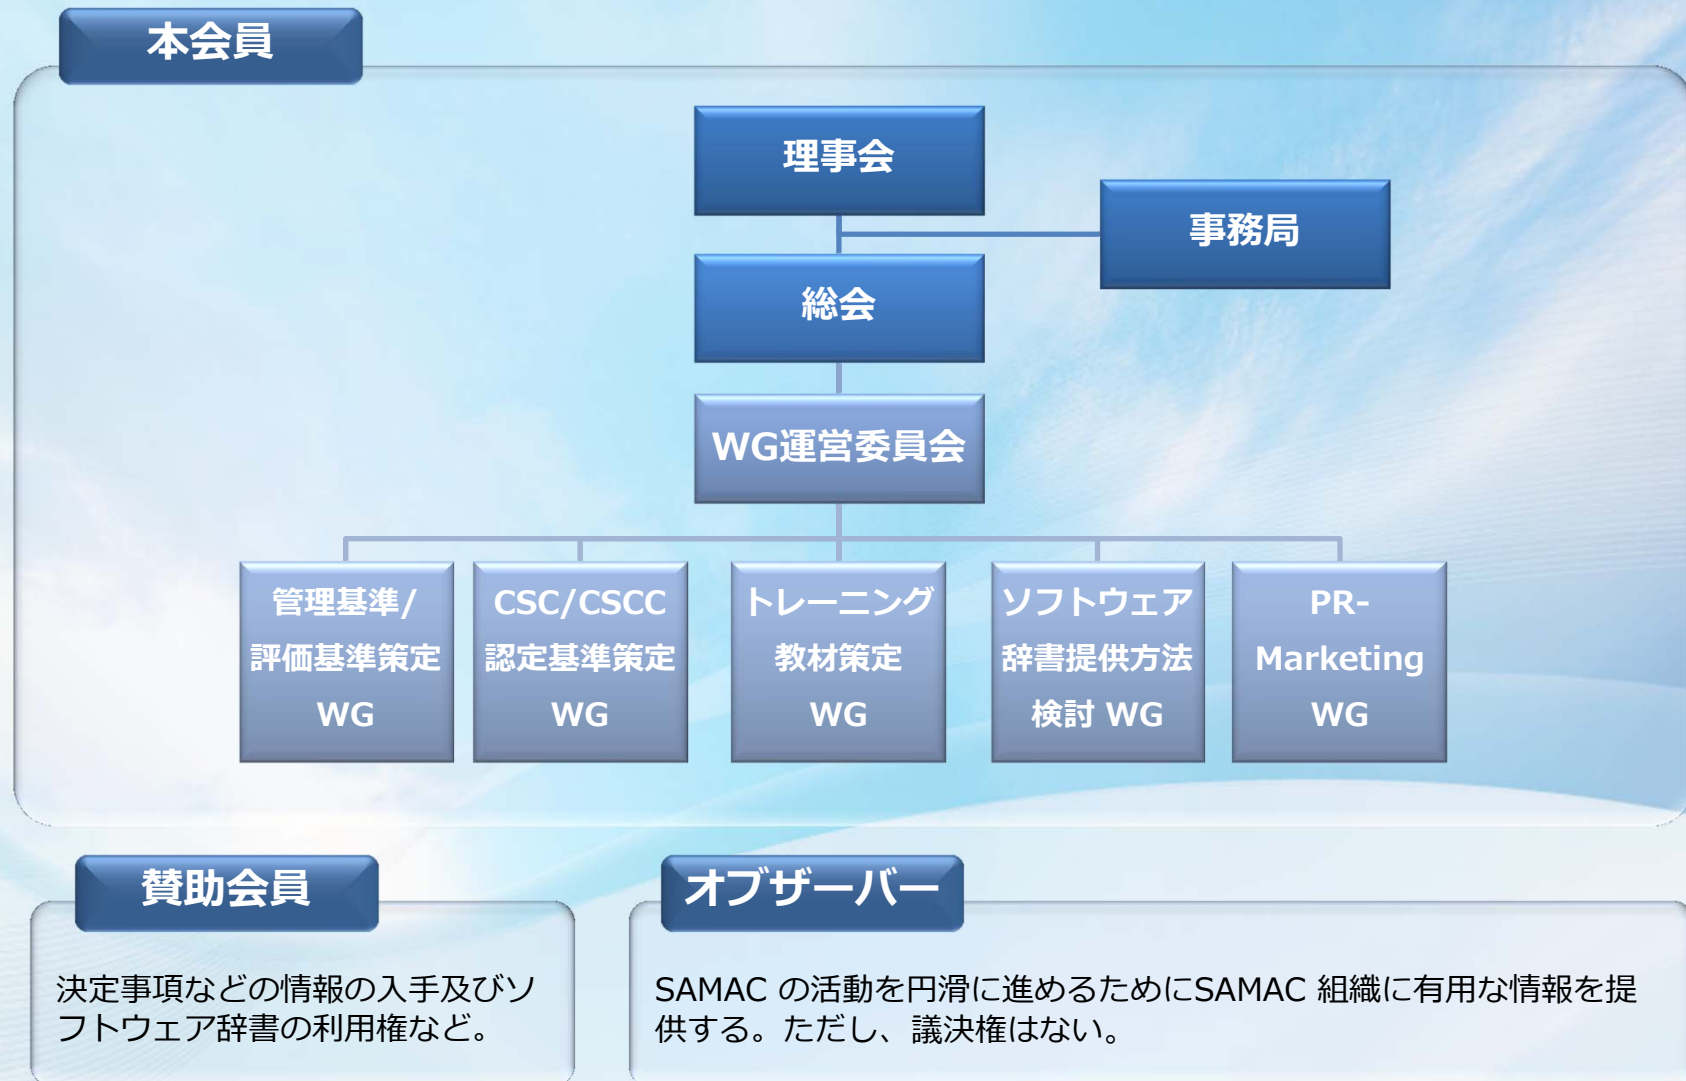 本会員
理事会
事務局
総会
WG運営委員会
管理基準/
評価基準策定
WG
CSC/CSCC
認定基準策定
WG
トレーニング
教材策定
WG
ソフトウェア
辞書提供方法
検討 WG
PR-
Marketing
WG
賛助会員
決定事項などの情報の入手及びソ
フトウェア辞書の利用権など。
オブザーバー
SAMAC の活動を円滑に進めるためにSAMAC 組織に有用な情報を提
供する。ただし、議決権はない。